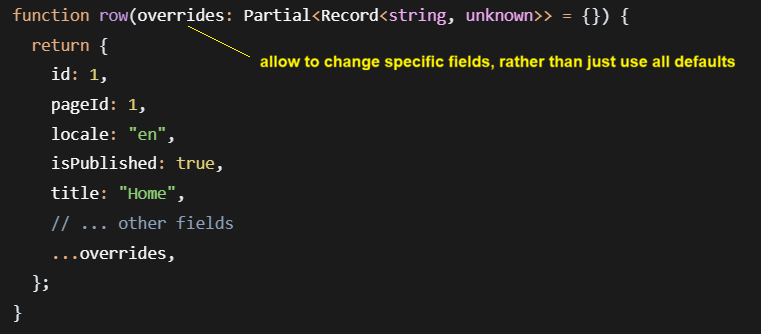 function row(overrides: Partial<Record<string, unknown>> = {}) {
  return {
allow to change specific fields, rather than just use all defaults
    id: 1,
    pageId: 1,
    locale: "en",
    isPublished: true,
    title: "Home",
    // ... other fields
    ...overrides,
  };
}